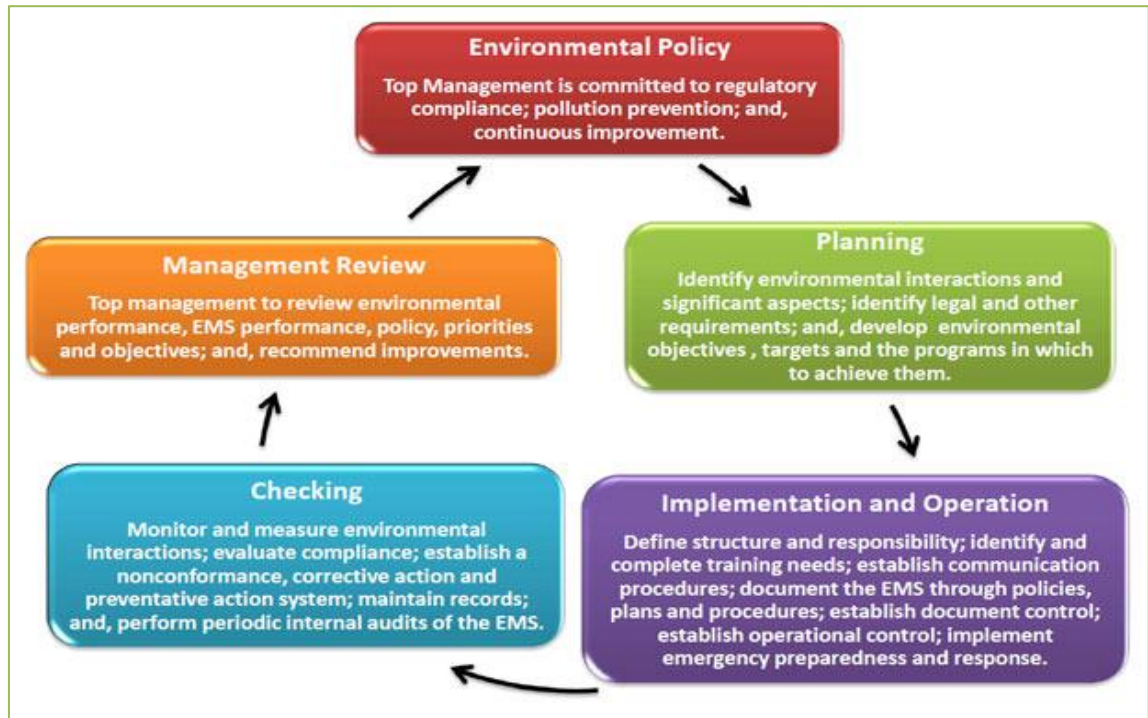 Environmental Policy
Top Management is committed to regulatory
compliance; pollution prevention; and,
continuous improvement.
Planning
Identify environmental interactions and
significant aspects; identify legal and other
requirements; and, develop environmental
objectives , targets and the programs in which
to achieve them.
Implementation and Operation
Define structure and responsibility; identify and
complete training needs; establish communication
procedures; document the EMS through policies,
plans and procedures; establish document control;
establish operational control; implement
emergency preparedness and response.
Checking
Monitor and measure environmental
interactions; evaluate compliance; establish a
nonconformance, corrective action and
preventative action system; maintain records;
and, perform periodic internal audits of the EMS.
Management Review
Top management to review environmental
performance, EMS performance, policy, priorities
and objectives; and, recommend improvements.